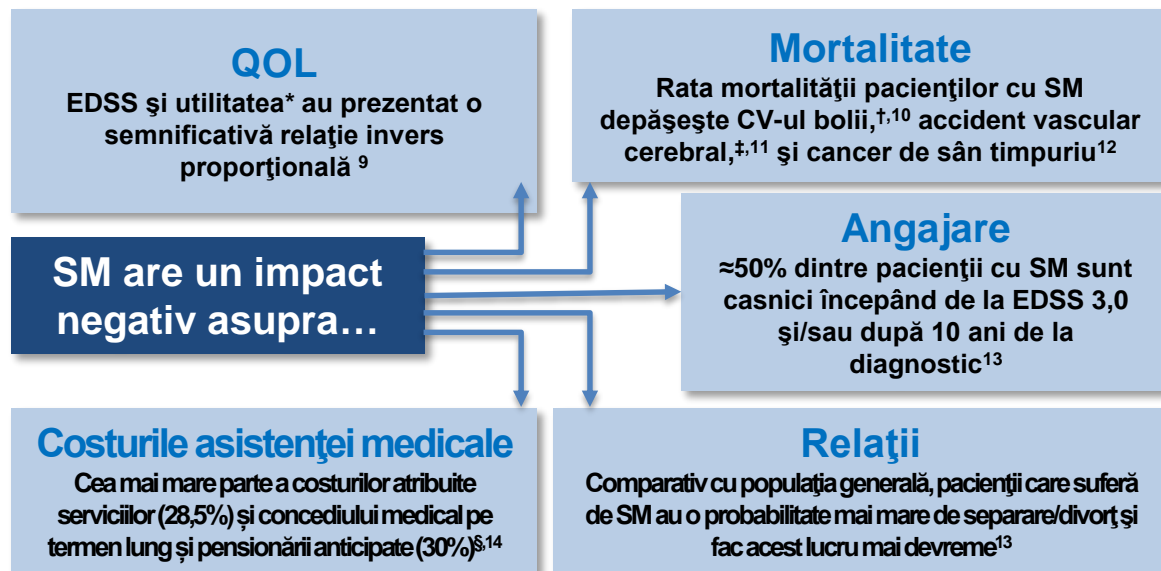 QOL
EDSS şi utilitatea* au prezentat o
semnificativă relaţie invers
proporţională ⁹
Mortalitate
Rata mortalităţii pacienţilor cu SM
depăşeşte CV-ul bolii,†,¹⁰ accident vascular
cerebral,‡,¹¹ şi cancer de sân timpuriu¹²
SM are un impact
negativ asupra…
Angajare
≈50% dintre pacienţii cu SM sunt
casnici începând de la EDSS 3,0
şi/sau după 10 ani de la
diagnostic¹³
Costurile asistenţei medicale
Cea mai mare parte a costurilor atribuite
serviciilor (28,5%) și concediului medical pe
termen lung și pensionării anticipate (30%)§,¹⁴
Relaţii
Comparativ cu populaţia generală, pacienţii care suferă
de SM au o probabilitate mai mare de separare/divorţ şi
fac acest lucru mai devreme¹³